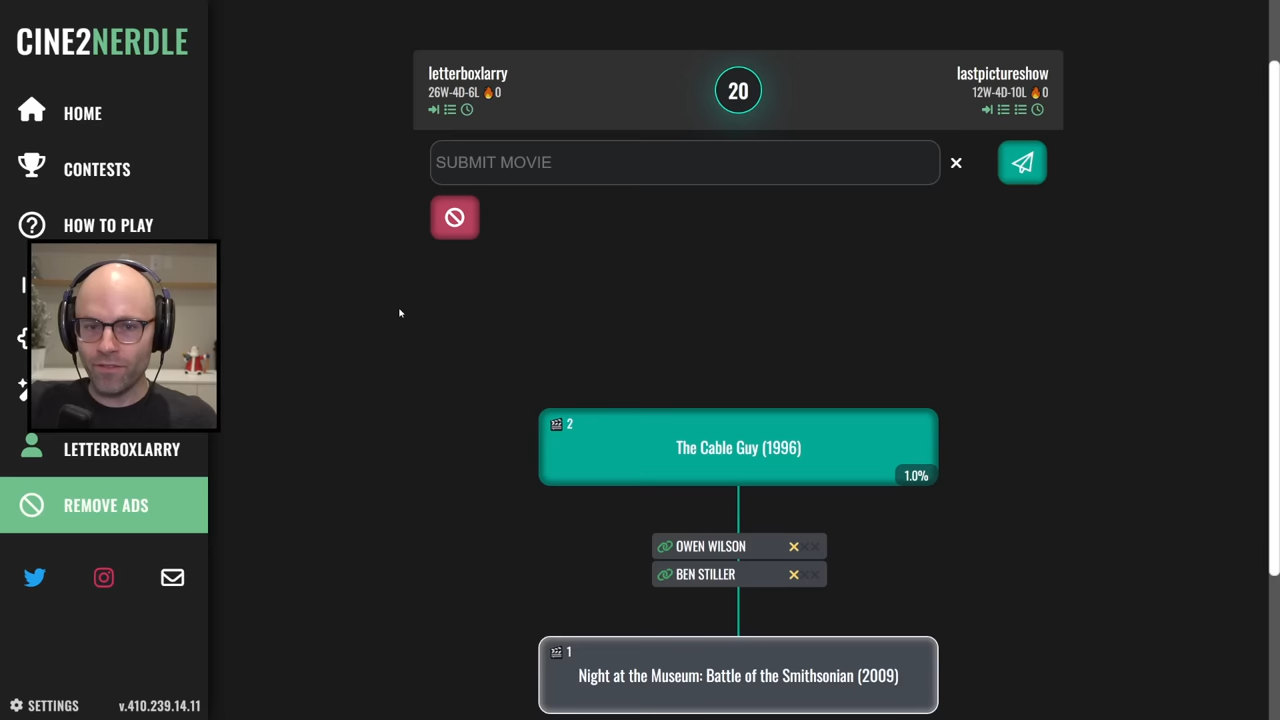 CINE2NERDLE
HOME
CONTESTS
HOW TO PLAY
LETTERBOXLARRY
REMOVE ADS
SETTINGS
v.410.239.14.11
letterboxlarry
26W-4D-6L 🔥0
20
lastpictureshow
12W-4D-10L 🔥0
SUBMIT MOVIE
2
The Cable Guy (1996)
1.0%
OWEN WILSON
BEN STILLER
1
Night at the Museum: Battle of the Smithsonian (2009)